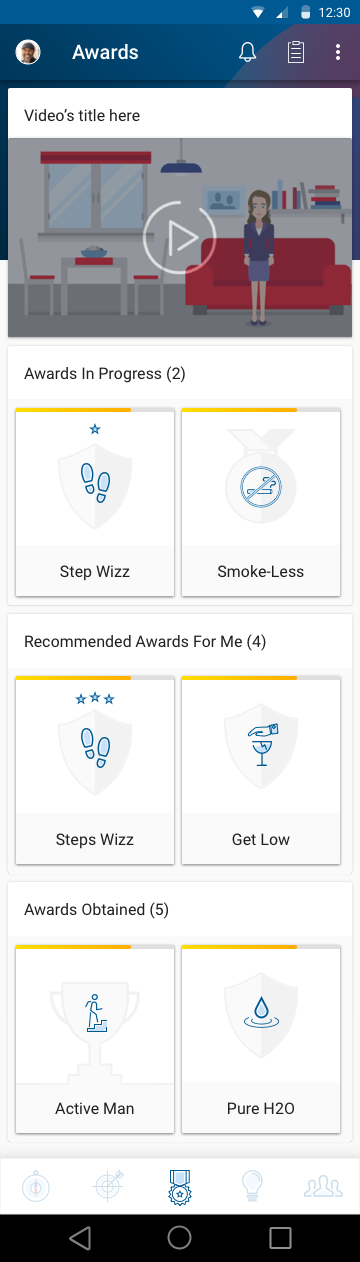 12:30
Awards
Video’s title here
Awards In Progress (2)
Step Wizz
Smoke-Less
Recommended Awards For Me (4)
Steps Wizz
Get Low
Awards Obtained (5)
Active Man
Pure H2O